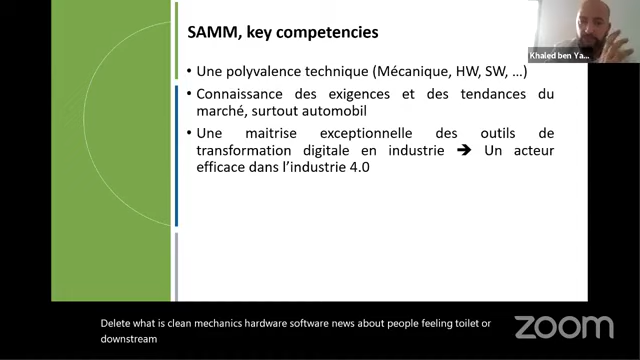 SAMM, key competencies
Khaled ben Ya...
• Une polyvalence technique (Mécanique, HW, SW, ...)
• Connaissance des exigences et des tendances du
marché, surtout automobil
• Une maitrise exceptionnelle des outils de
transformation digitale en industrie ➔ Un acteur
efficace dans l'industrie 4.0
Delete what is clean mechanics hardware software news about people feeling toilet or
downstream
zoom